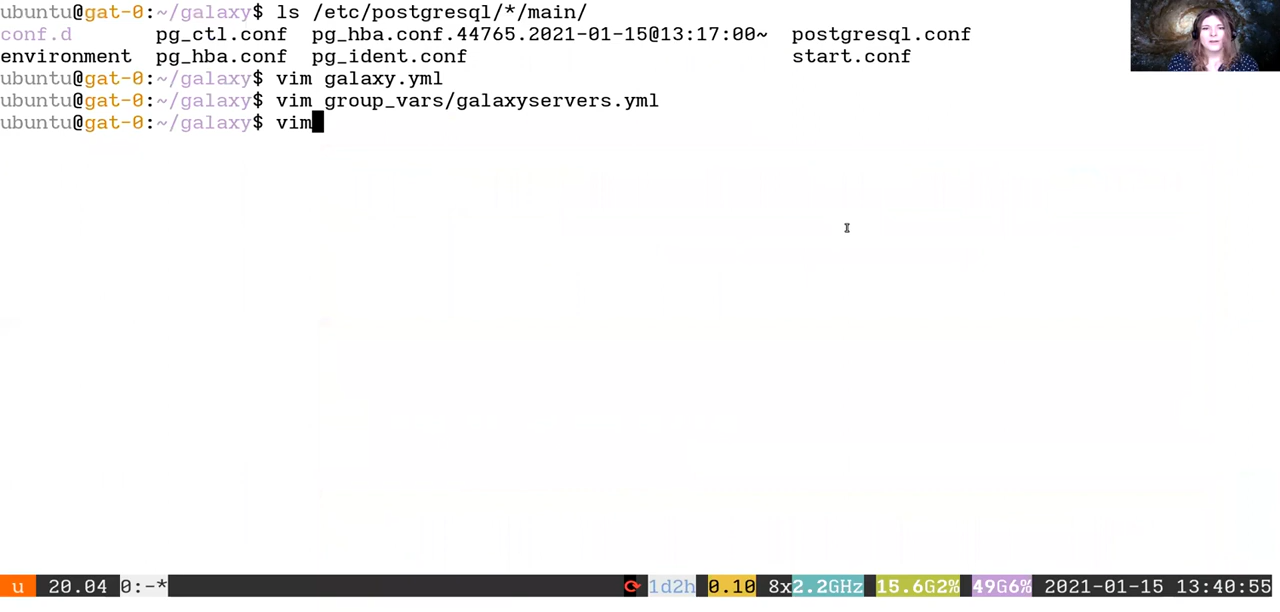 ubuntu@gat-0:~/galaxy$ ls /etc/postgresql/*/main/
conf.d pg_ctl.conf pg_hba.conf.44765.2021-01-15@13:17:00~ postgresql.conf
environment pg_hba.conf pg_ident.conf start.conf
ubuntu@gat-0:~/galaxy$ vim galaxy.yml
ubuntu@gat-0:~/galaxy$ vim group_vars/galaxyservers.yml
ubuntu@gat-0:~/galaxy$ vim
u 20.04 0:-* 1d2h 0.10 8x2.2GHz 15.6G2% 49G6% 2021-01-15 13:40:55